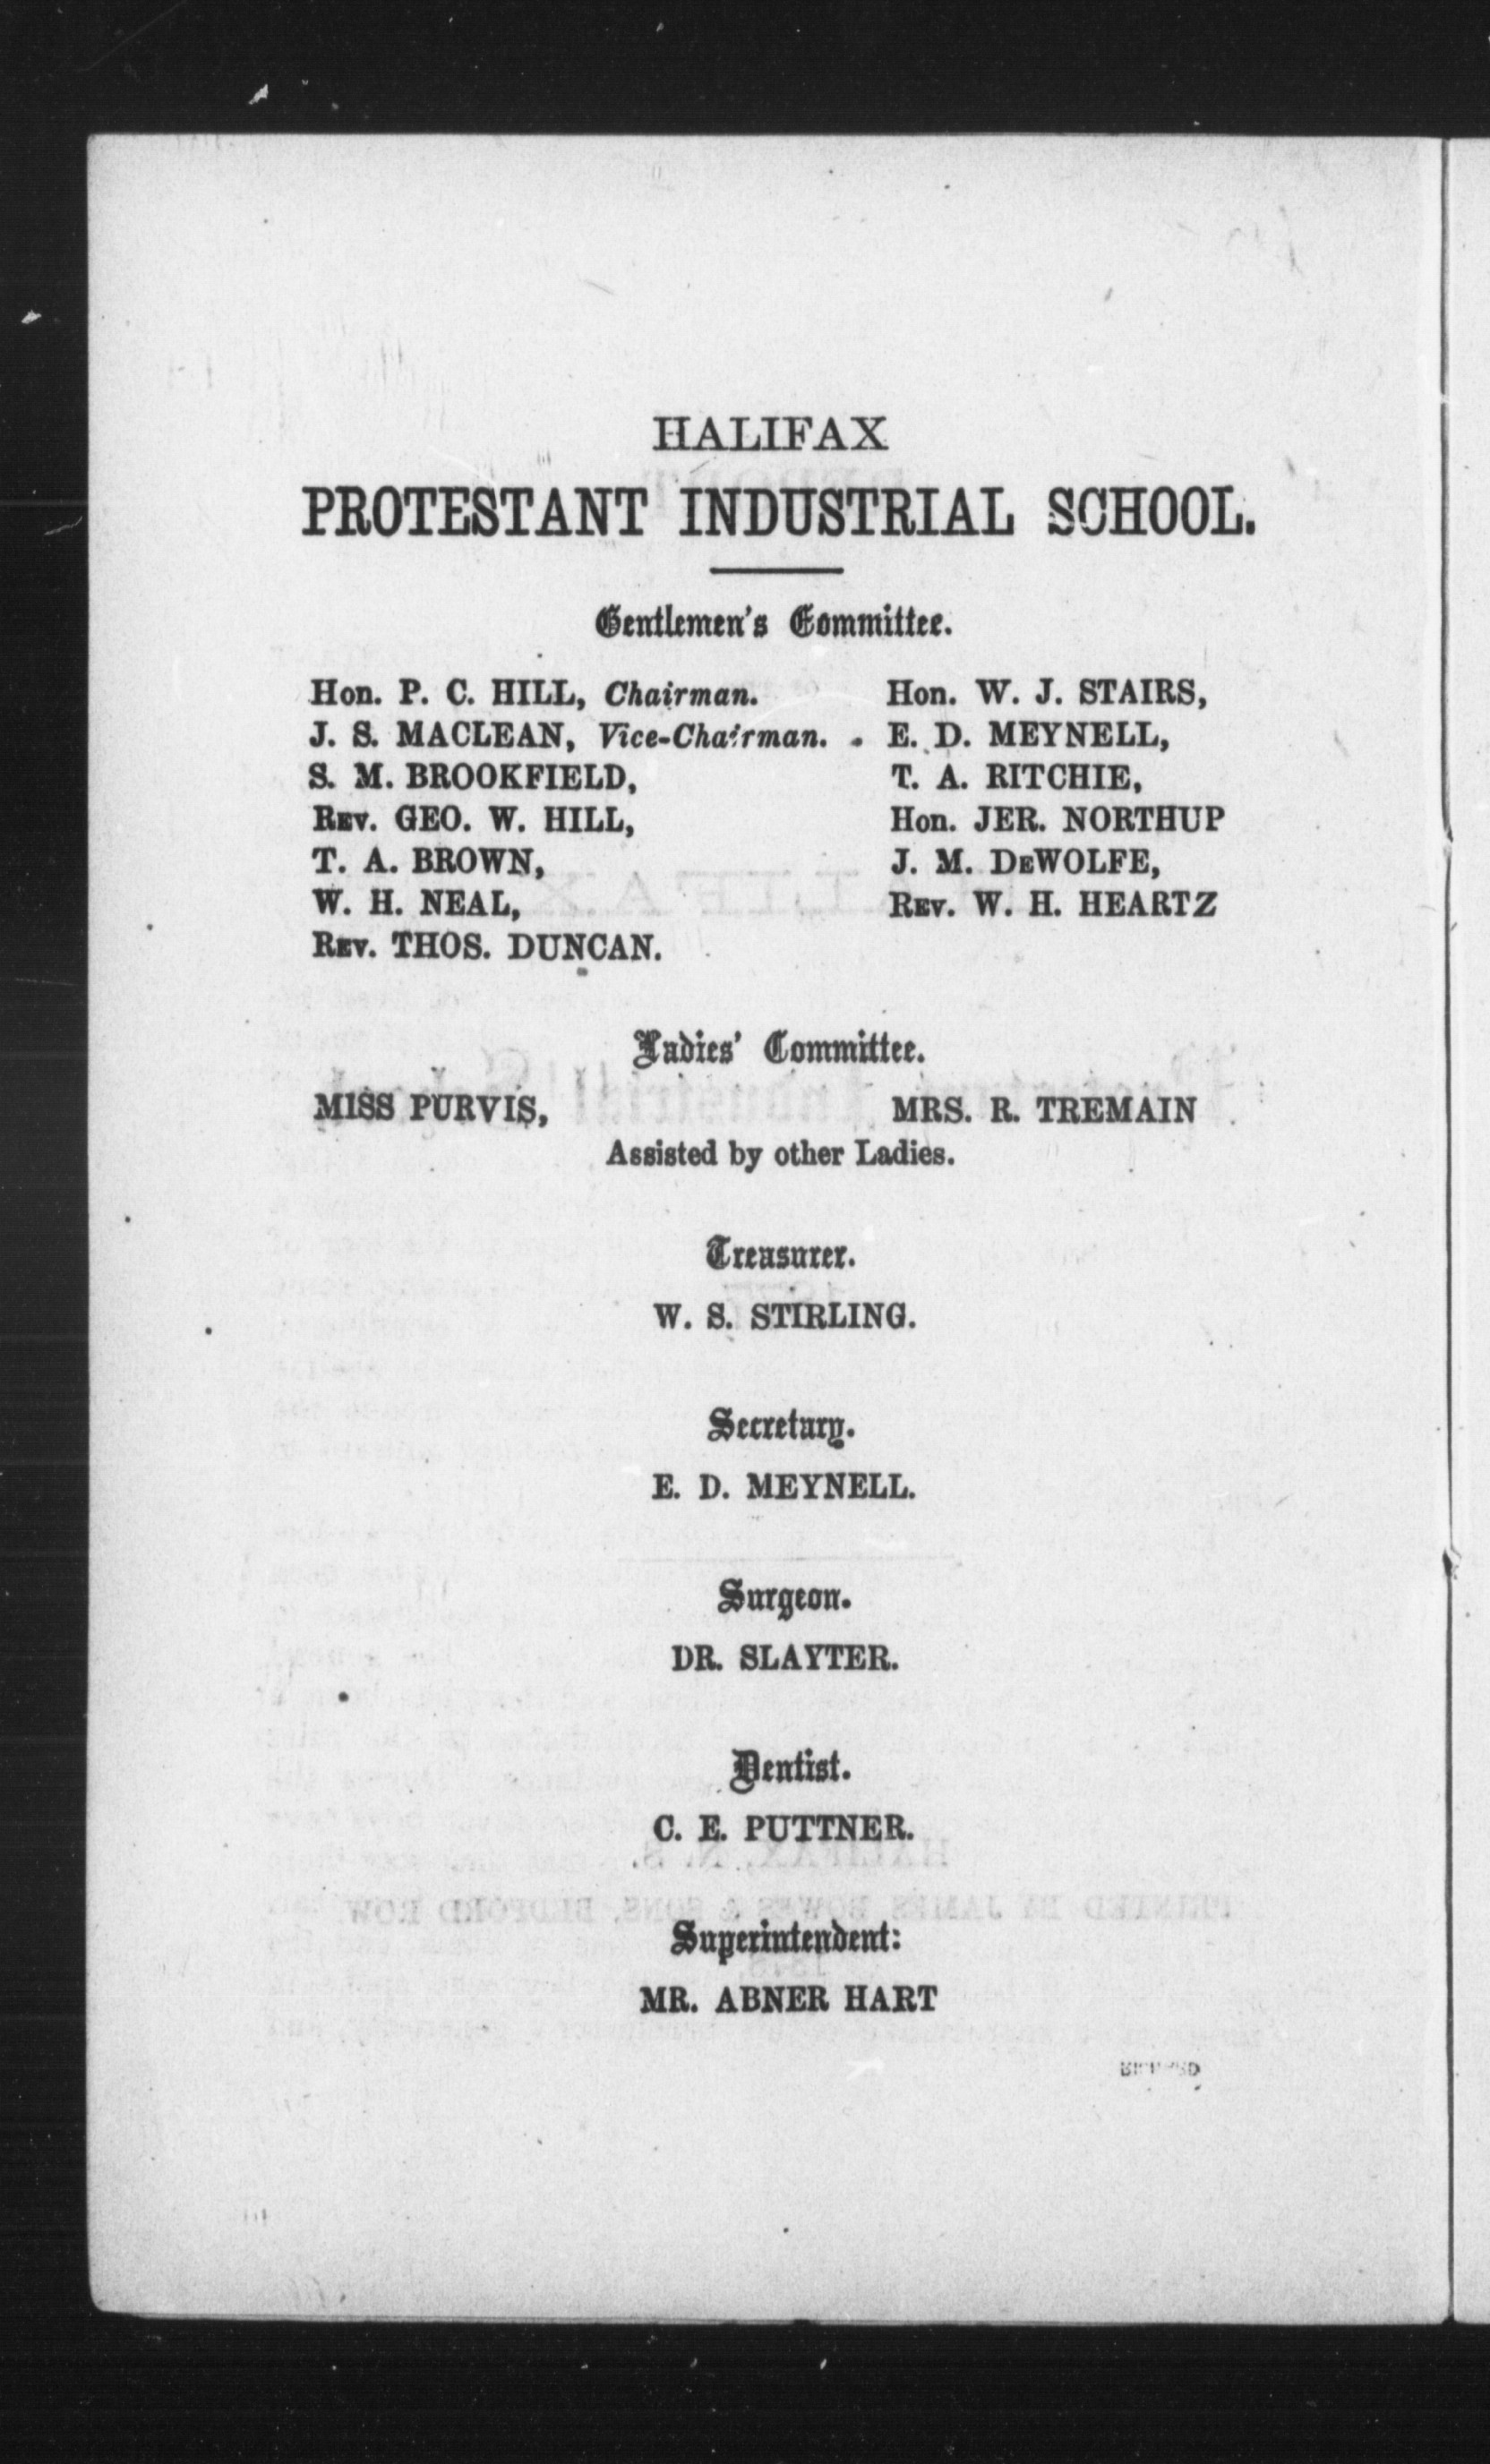 HALIFAX
PROTESTANT INDUSTRIAL SCHOOL.
Gentlemen's Committee.
Hon. P. C. HILL, Chairman.
J. S. MACLEAN, Vice-Chairman.
S. M. BROOKFIELD,
Rev. GEO. W. HILL,
T. A. BROWN,
W. H. NEAL,
Rev. THOS. DUNCAN.
Hon. W. J. STAIRS,
E. D. MEYNELL,
T. A. RITCHIE,
Hon. JER. NORTHUP
J. M. DeWOLFE,
Rev. W. H. HEARTZ
Ladies' Committee.
MISS PURVIS,
MRS. R. TREMAIN
Assisted by other Ladies.
Treasurer.
W. S. STIRLING.
Secretary.
E. D. MEYNELL.
Surgeon.
DR. SLAYTER.
Dentist.
C. E. PUTTNER.
Superintendent:
MR. ABNER HART